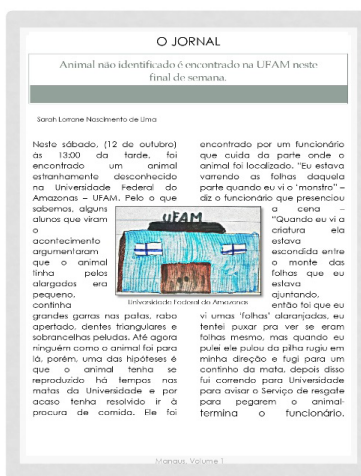 O JORNAL
Animal não identificado é encontrado na UFAM neste
final de semana.
Sarah Lorrane Nascimento de Lima
Neste sábado, (12 de outubro)
às 13:00 da tarde, foi
encontrado um animal
estranhamente desconhecido
na Universidade Federal do
Amazonas – UFAM. Pelo o que
sabemos, alguns
alunos que viram
o
acontecimento
argumentaram
que o animal
tinha pelos
alargados era
pequeno,
continha
grandes garras nas patas, rabo
apertado, dentes triangulares e
sobrancelhas peludas. Até agora
ninguém como o animal foi para
lá, porém, uma das hipóteses é
que o animal tenha se
reproduzido há tempos nas
matas da Universidade e por
acaso tenha resolvido ir à
procura de comida. Ele foi
UFAM
Universidade Federal do Amazonas
encontrado por um funcionário
que cuida da parte onde o
animal foi localizado. "Eu estava
varrendo as folhas daquela
parte quando eu vi o 'monstro" –
diz o funcionário que presenciou
a cena –
"Quando eu vi a
criatura ela
estava
escondida entre
o monte das
folhas que eu
estava
ajuntando,
então foi que eu
vi umas 'folhas' alaranjadas, eu
tentei puxar pra ver se eram
folhas mesmo, mas quando eu
pulei ele pulou da pilha rugiu em
minha direção e fugi para um
continho da mata, depois disso
fui correndo para Universidade
para avisar o Serviço de resgate
para pegarem o animal-
termina o funcionário.
Manaus, Volume 1